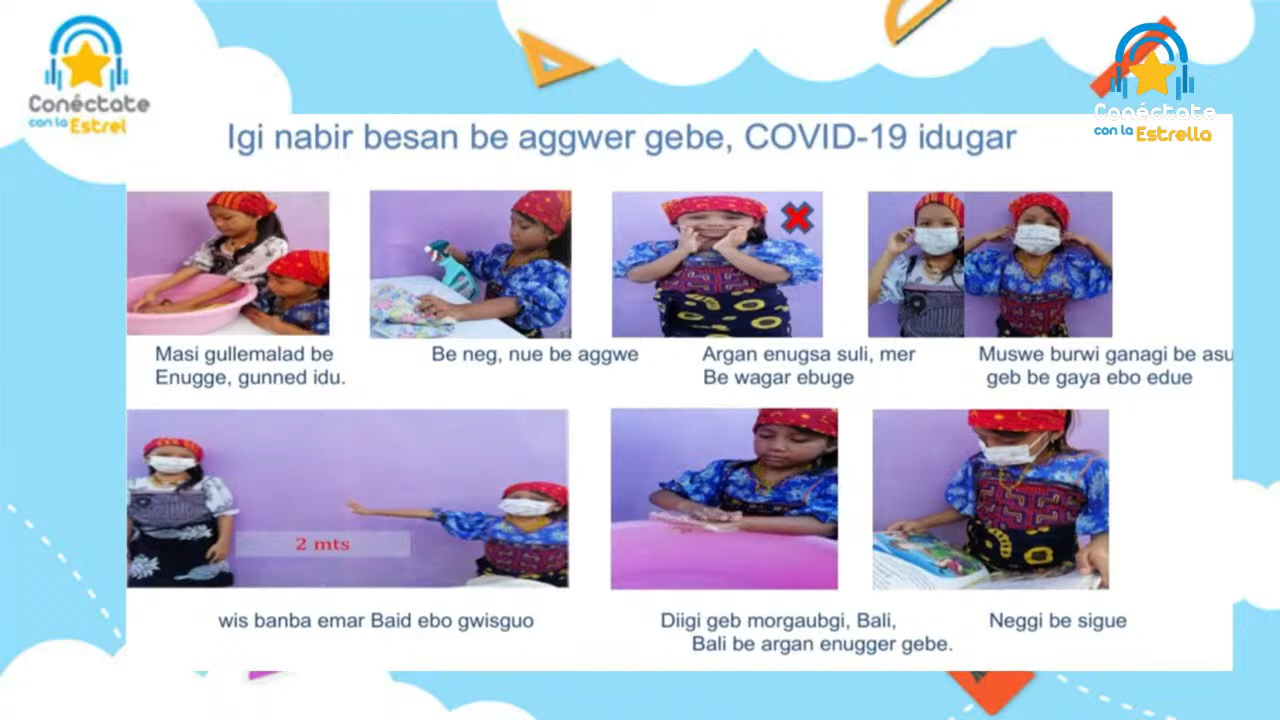 Conéctate
con la Estrel
Conéctate
con la Estrella
Igi nabir besan be aggwer gebe, COVID-19 idugar
Masi gullemalad be
Enugge, gunned idu.
Be neg, nue be aggwe
Argan enugsa suli, mer
Be wagar ebuge
Muswe burwi ganagi be asu
geb be gaya ebo edue
2 mts
wis banba emar Baid ebo gwisguo
Diigi geb morgaubgi, Bali,
Bali be argan enugger gebe.
Neggi be sigue